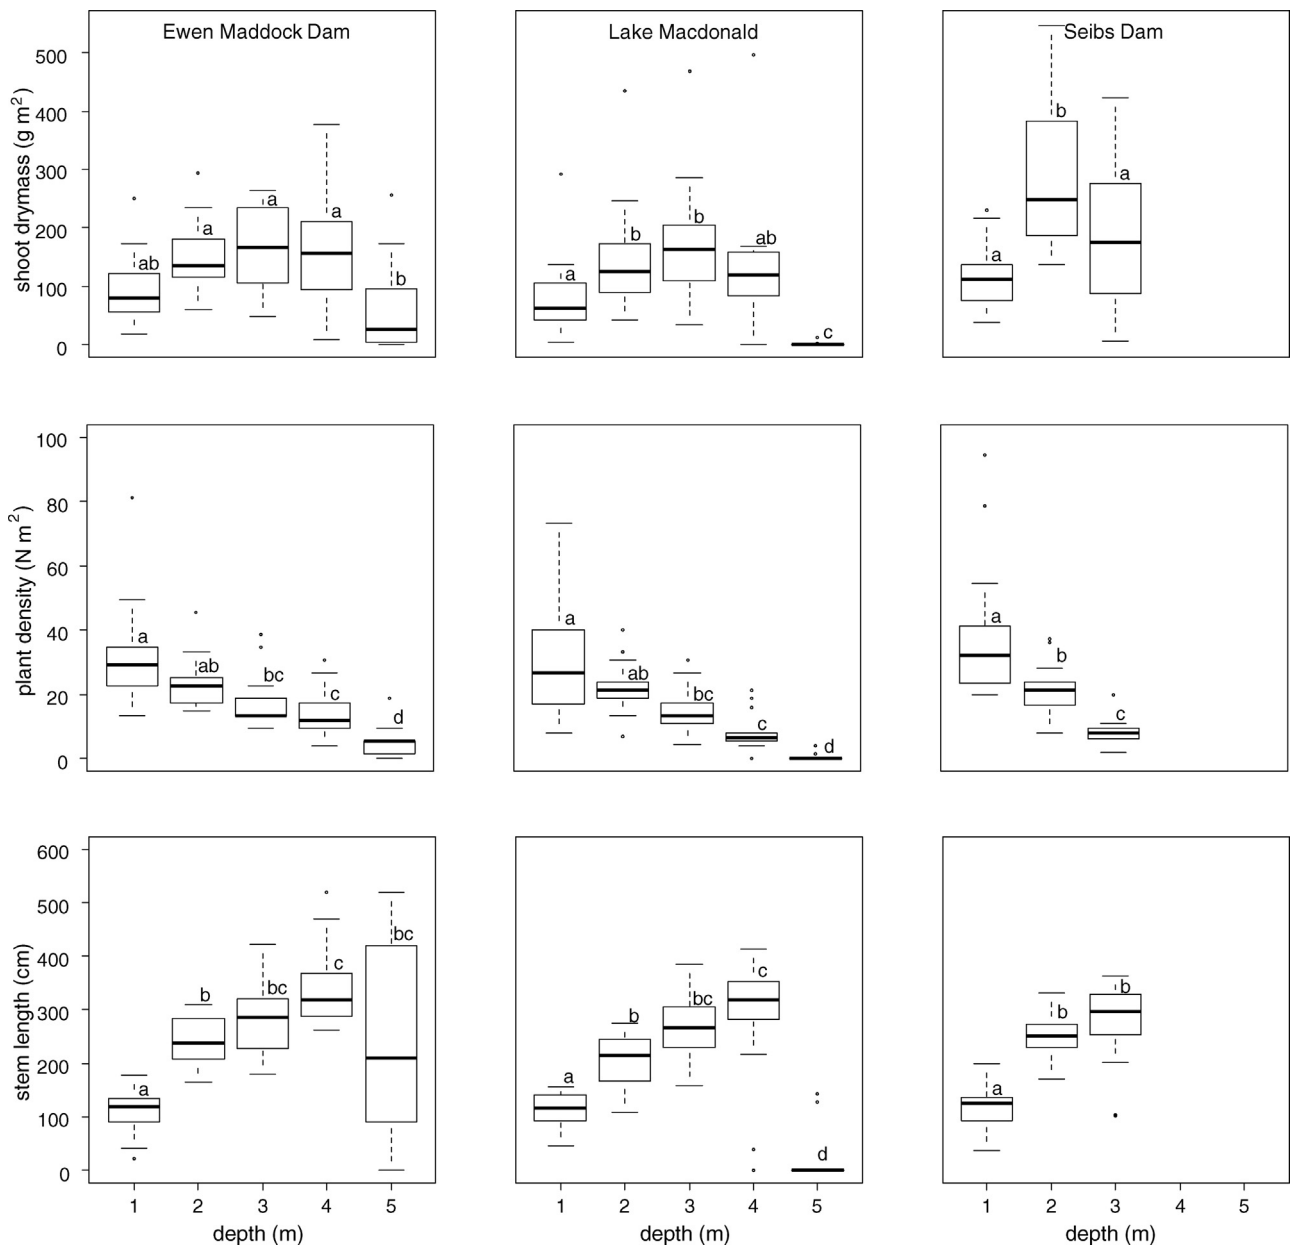 Ewen Maddock Dam
Lake Macdonald
Seibs Dam
shoot drymass (g m²)
500
400
300
200
100
0
ab
a
a
a
b
a
b
b
ab
c
a
b
a
plant density (N m²)
100
80
60
40
20
0
a
ab
bc
c
d
a
ab
bc
c
d
a
b
c
stem length (cm)
600
500
400
300
200
100
0
a
b
bc
c
bc
a
b
bc
c
d
a
b
b
1 2 3 4 5
1 2 3 4 5
1 2 3 4 5
depth (m)
depth (m)
depth (m)